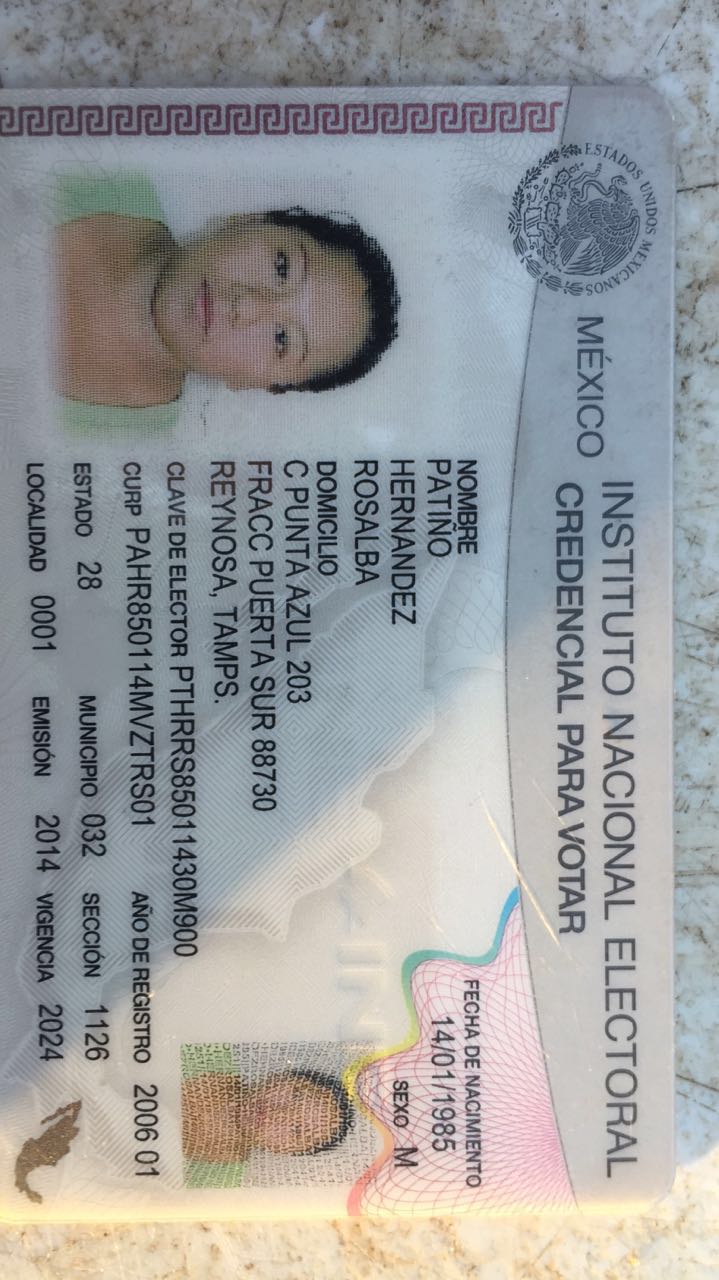 ESTADOS UNIDOS MEXICANOS
MÉXICO
INSTITUTO NACIONAL ELECTORAL
CREDENCIAL PARA VOTAR
NOMBRE
PATIÑO
HERNANDEZ
ROSALBA
FECHA DE NACIMIENTO
14/01/1985
SEXO M
DOMICILIO
C PUNTA AZUL 203
FRACC PUERTA SUR 88730
REYNOSA, TAMPS.
CLAVE DE ELECTOR PTHRRS85011430M900
CURP PAHR850114MVZTRS01 AÑO DE REGISTRO 2006 01
ESTADO 28 MUNICIPIO 032 SECCIÓN 1126
LOCALIDAD 0001 EMISIÓN 2014 VIGENCIA 2024